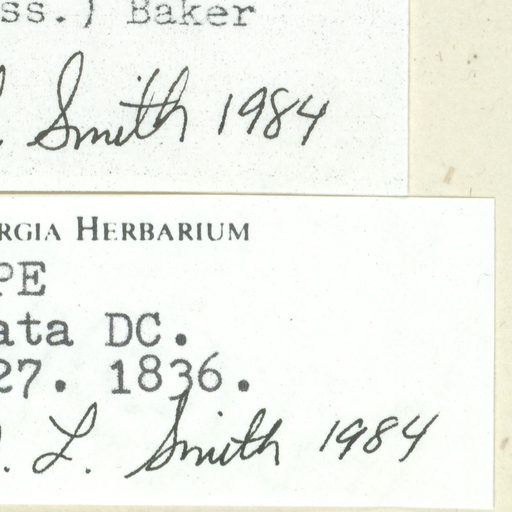 ss.) Baker
Smith 1984
RGIA HERBARIUM
PE
ata DC.
27. 1836.
. L. Smith 1984